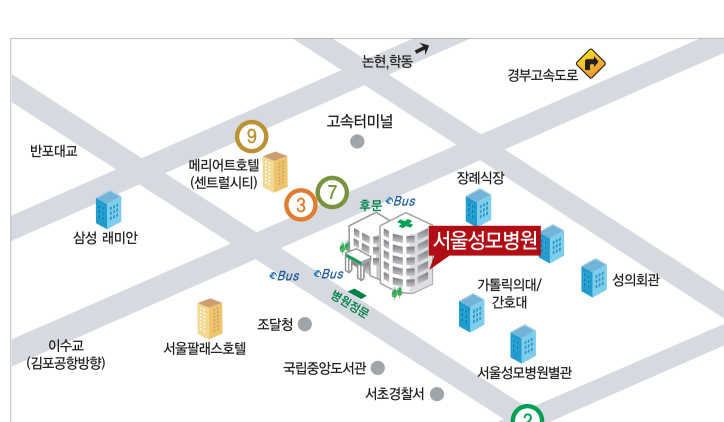 논현,학동
경부고속도로
9
고속터미널
반포대교
메리어트호텔
(센트럴시티)
장례식장
7
3
후문
eBus
삼성 래미안
서울성모병원
eBus
eBus
성의회관
가톨릭의대/
간호대
병원정문
조달청
이수교
(김포공항방향)
서울팔래스호텔
국립중앙도서관
서울성모병원별관
서초경찰서
2